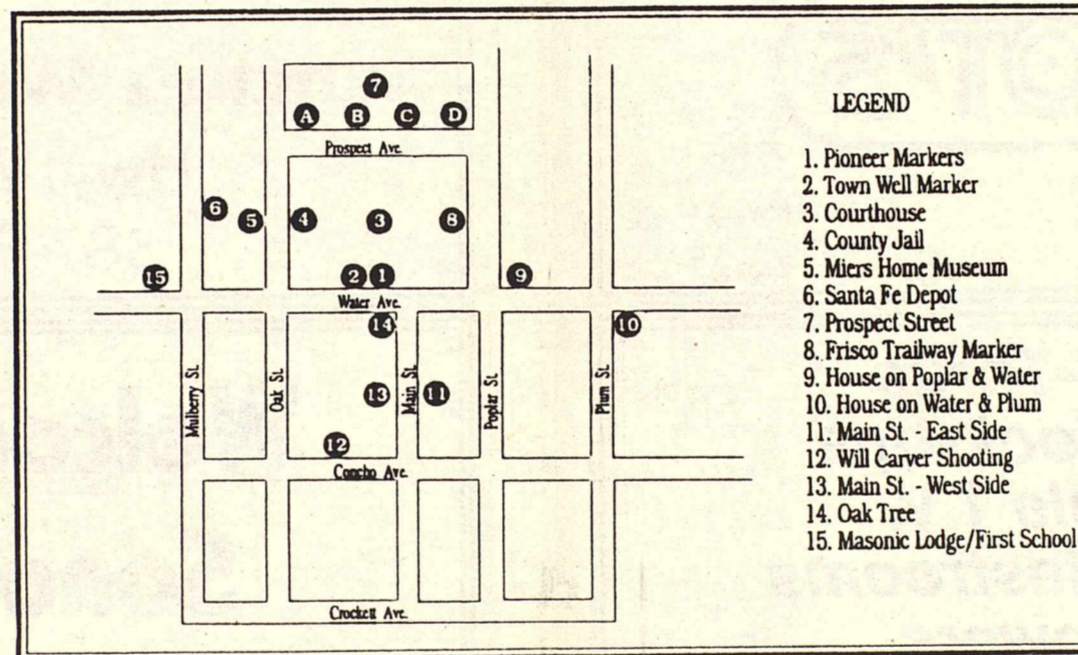 7
A B C D
Prospect Ave.
6 5 4 3 8
15 2 1 9
Water Ave.
14 10
Mulberry St.
Oak St.
13
Main St.
11
Poplar St.
Plum St.
12
Concho Ave.
Crockett Ave.
LEGEND
1. Pioneer Markers
2. Town Well Marker
3. Courthouse
4. County Jail
5. Miers Home Museum
6. Santa Fe Depot
7. Prospect Street
8. Frisco Trailway Marker
9. House on Poplar & Water
10. House on Water & Plum
11. Main St. - East Side
12. Will Carver Shooting
13. Main St. - West Side
14. Oak Tree
15. Masonic Lodge/First School